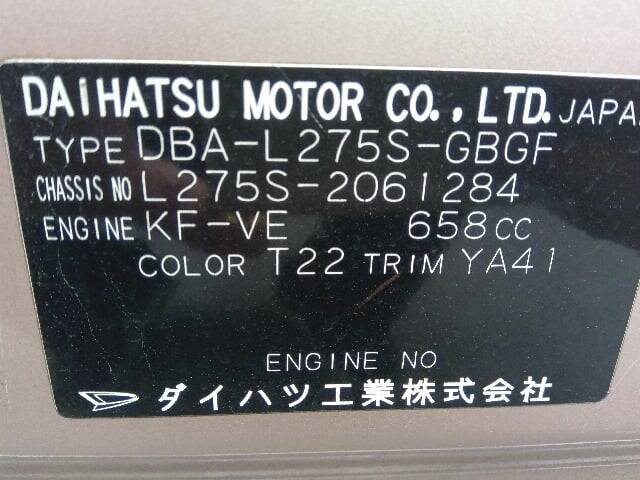 DAIHATSU MOTOR CO., LTD. JAPAN
TYPE DBA-L275S-GBGF
CHASSIS NO L275S-2061284
ENGINE KF-VE 658CC
COLOR T22 TRIM YA41
ENGINE NO
ダイハツ工業株式会社